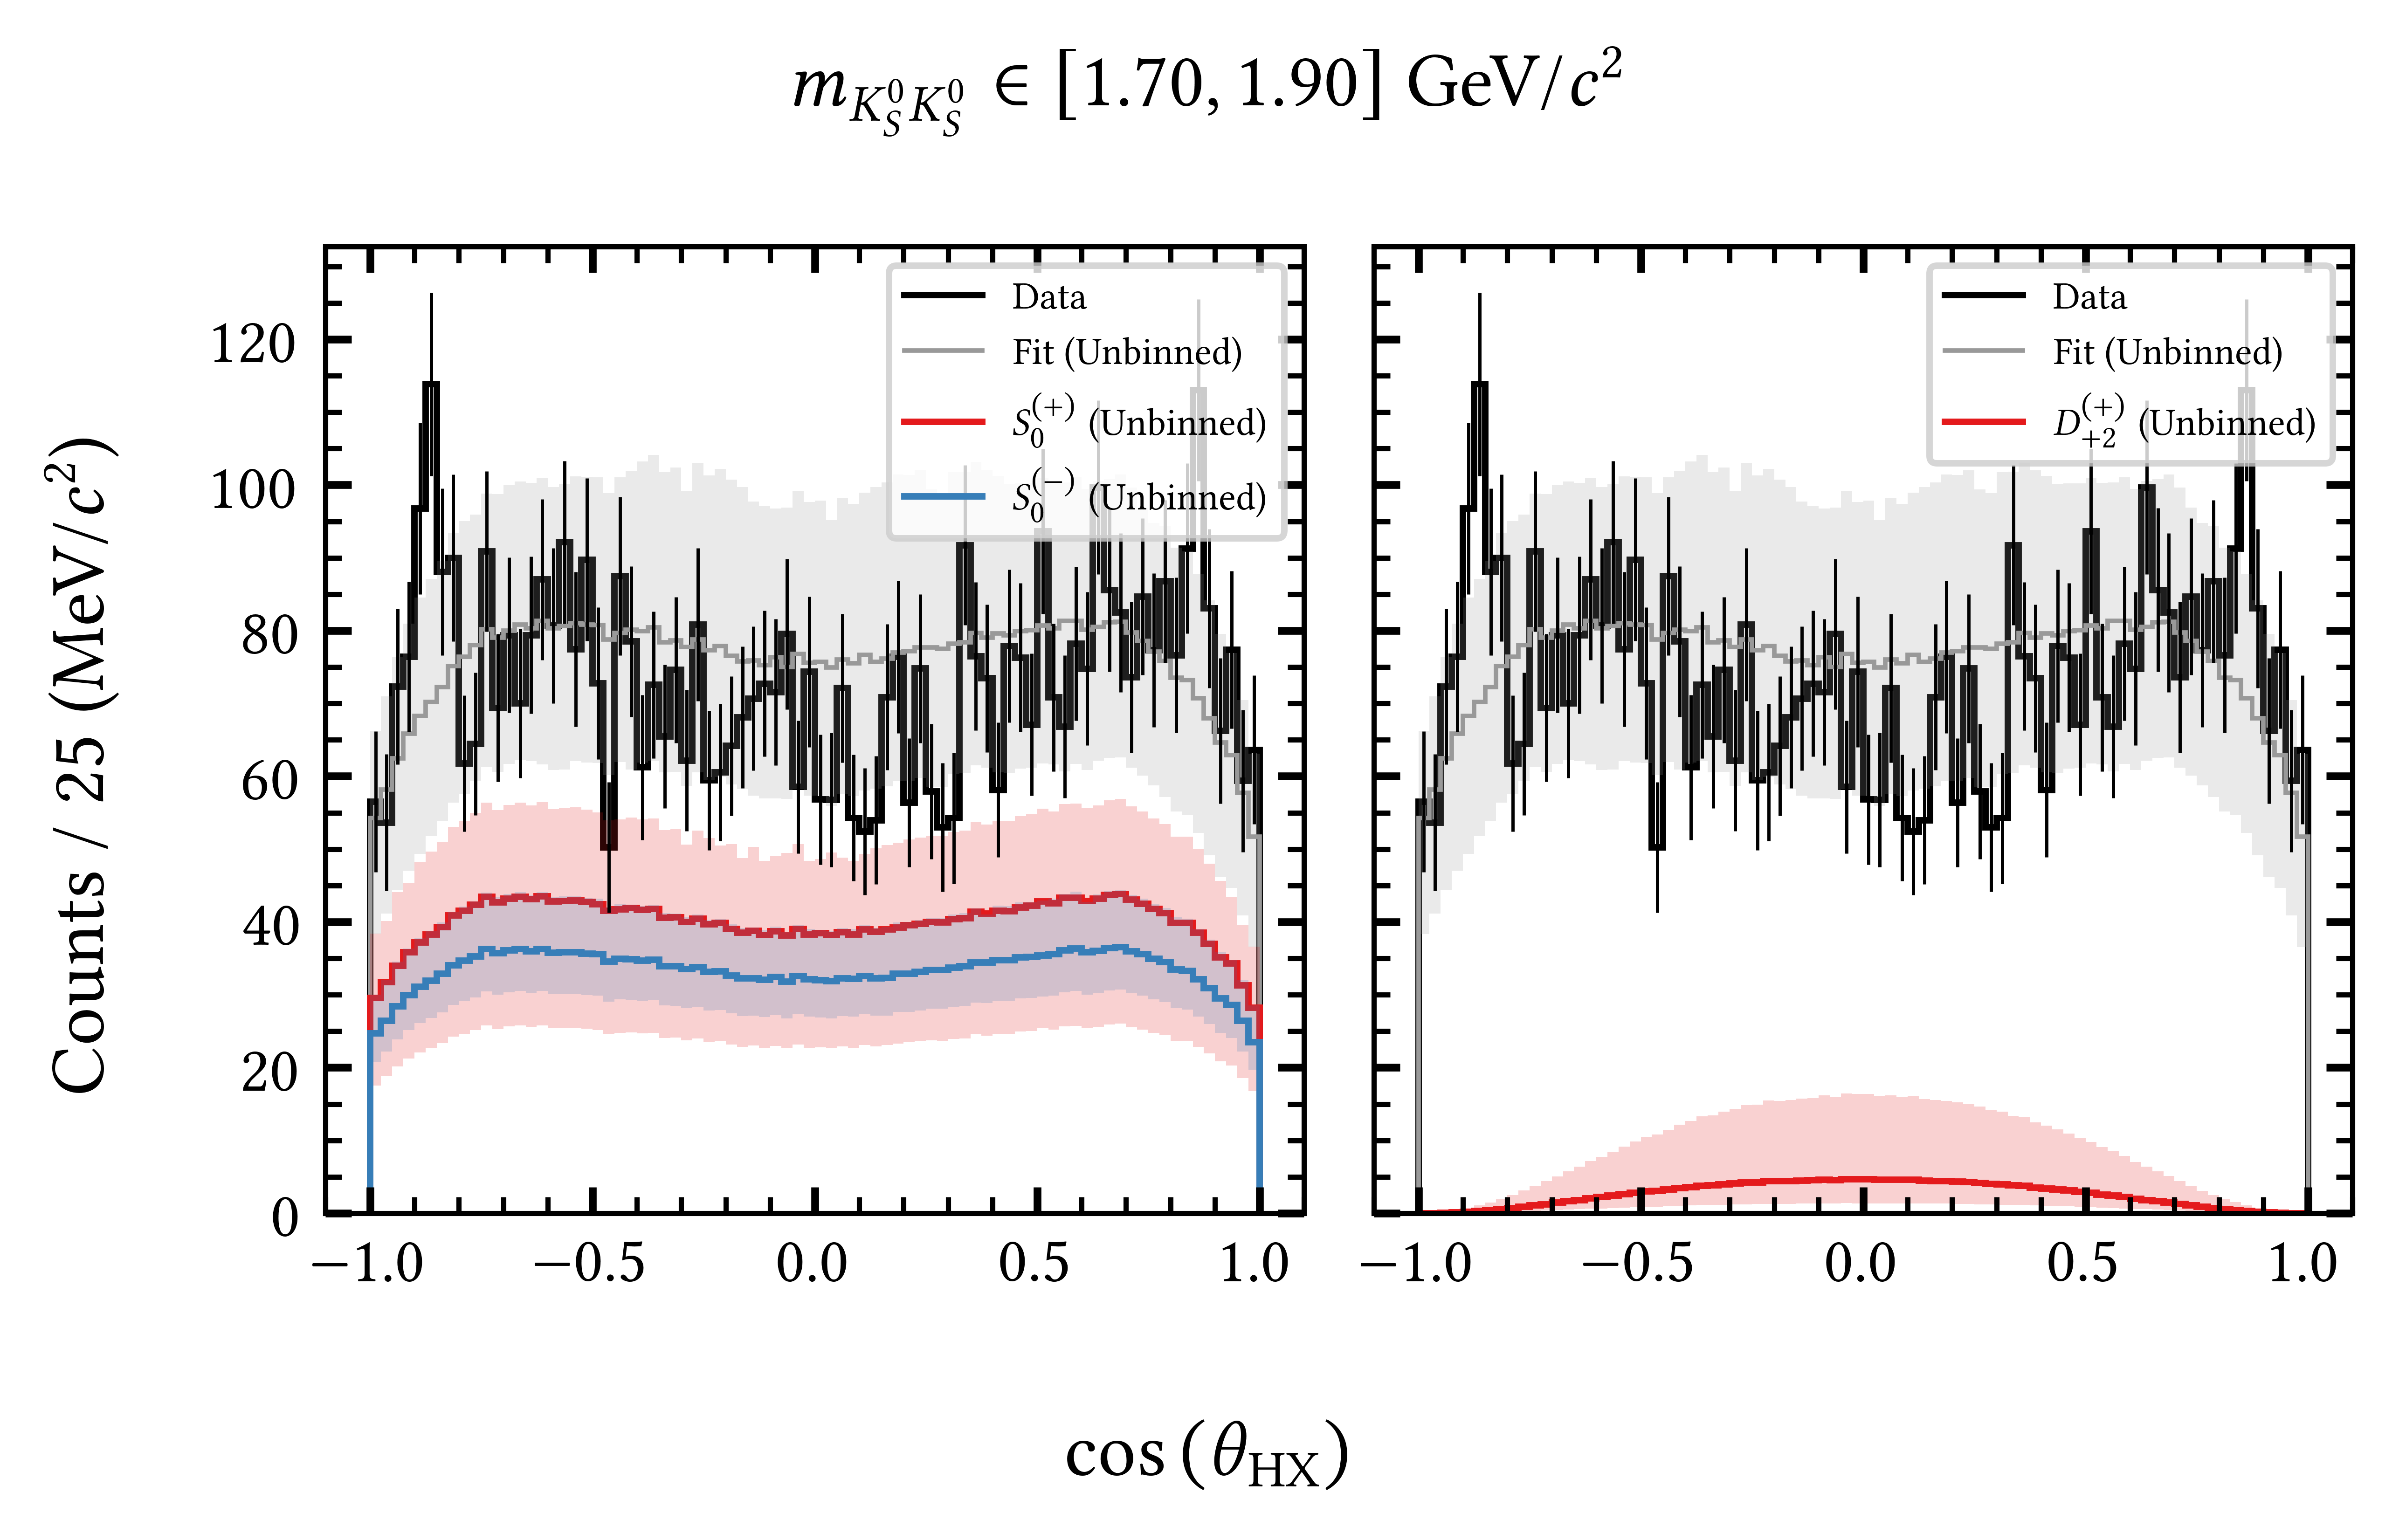 m_{K_S^0 K_S^0} ∈ [1.70, 1.90] GeV/c²
Counts / 25 (MeV/c²)
120
100
80
60
40
20
0
Data
Fit (Unbinned)
S_0^{(+)} (Unbinned)
S_0^{(−)} (Unbinned)
Data
Fit (Unbinned)
D_{+2}^{(+)} (Unbinned)
−1.0 −0.5 0.0 0.5 1.0
−1.0 −0.5 0.0 0.5 1.0
cos (θ_{HX})